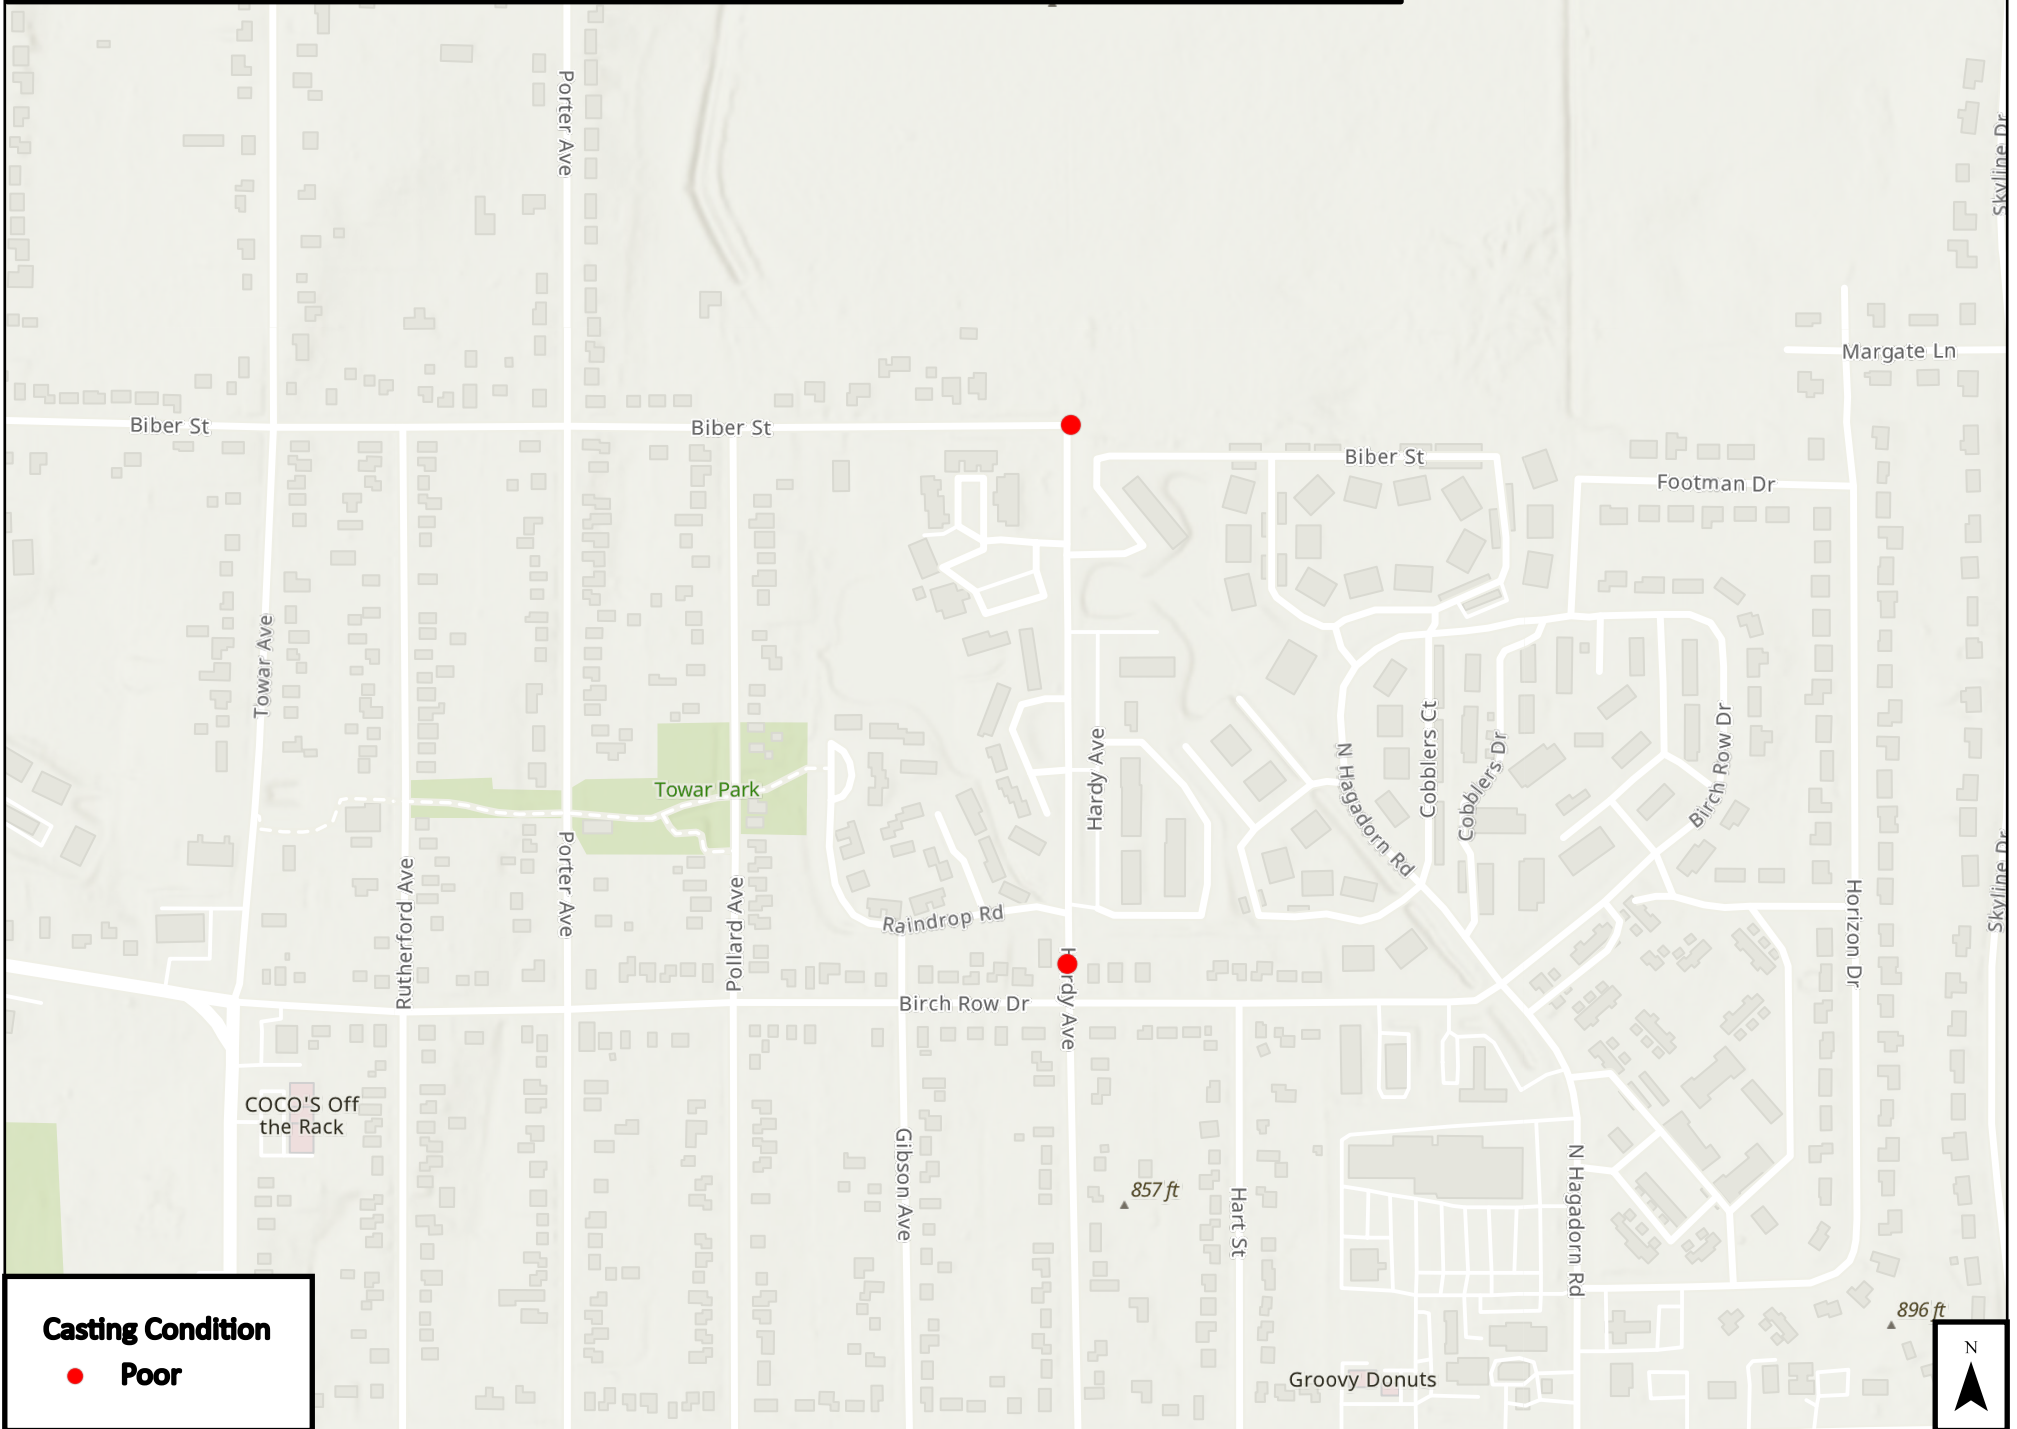 Porter Ave
Skyline Dr
Margate Ln
Biber St
Biber St
Biber St
Footman Dr
Towar Ave
Towar Park
Hardy Ave
N Hagadorn Rd
Cobblers Ct
Cobblers Dr
Birch Row Dr
Rutherford Ave
Porter Ave
Pollard Ave
Raindrop Rd
Horizon Dr
Skyline Dr
Hardy Ave
Birch Row Dr
COCO'S Off
the Rack
Gibson Ave
857 ft
Hart St
N Hagadorn Rd
896 ft
Groovy Donuts
Casting Condition
Poor
N